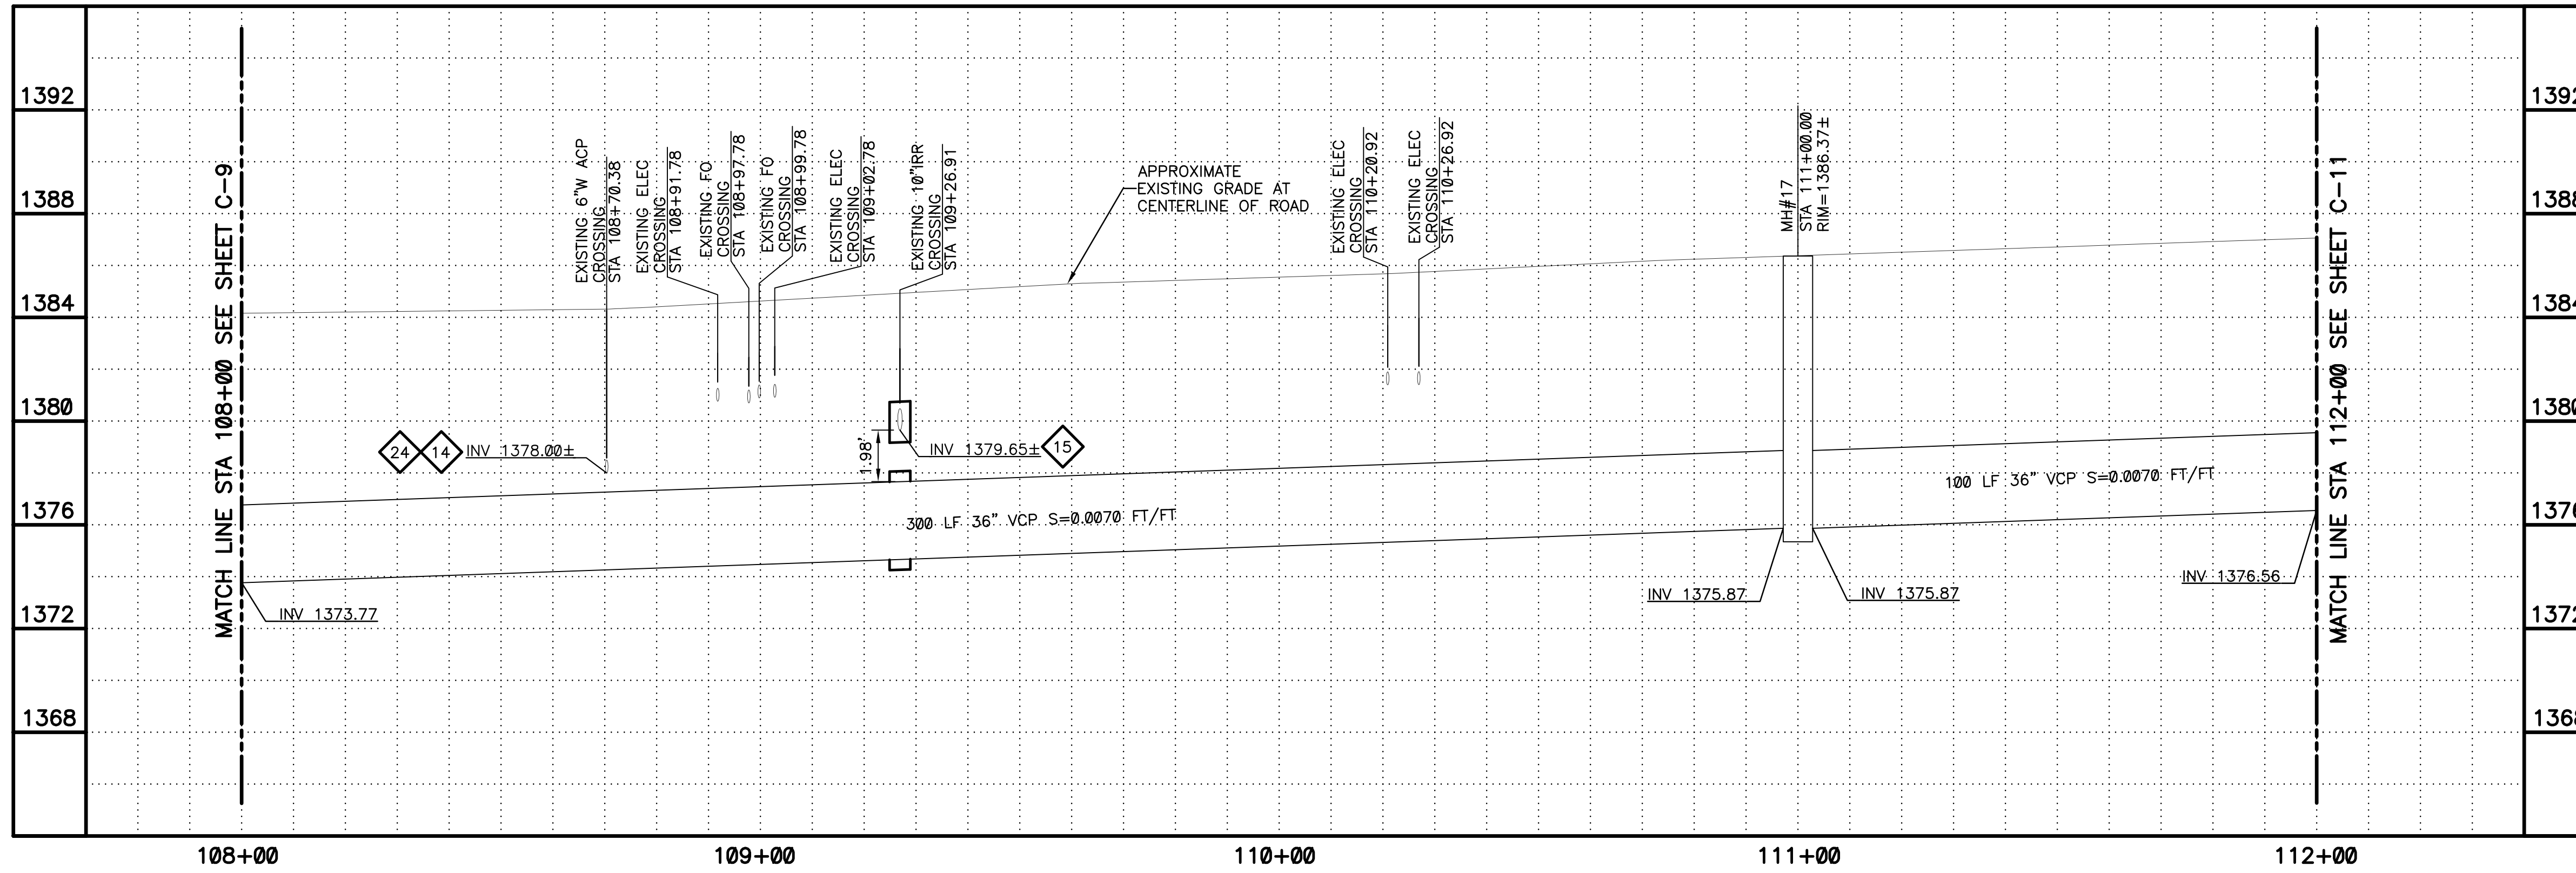 1392
1388
1384
1380
1376
1372
1368
MATCH LINE STA 108+00 SEE SHEET C-9
EXISTING 6"W ACP
CROSSING
STA 108+70.38
EXISTING ELEC
CROSSING
STA 108+91.78
EXISTING FO
CROSSING
STA 108+97.78
EXISTING FO
CROSSING
STA 108+99.78
EXISTING ELEC
CROSSING
STA 109+02.78
EXISTING 10"IRR
CROSSING
STA 109+26.91
APPROXIMATE
EXISTING GRADE AT
CENTERLINE OF ROAD
EXISTING ELEC
CROSSING
STA 110+20.92
EXISTING ELEC
CROSSING
STA 110+26.92
MH#17
STA 111+00.00
RIM=1386.37±
24
14
INV 1378.00±
1.98'
INV 1379.65±
15
300 LF 36" VCP S=0.0070 FT/FT
100 LF 36" VCP S=0.0070 FT/FT
INV 1373.77
INV 1375.87
INV 1375.87
INV 1376.56
MATCH LINE STA 112+00 SEE SHEET C-11
108+00
109+00
110+00
111+00
112+00